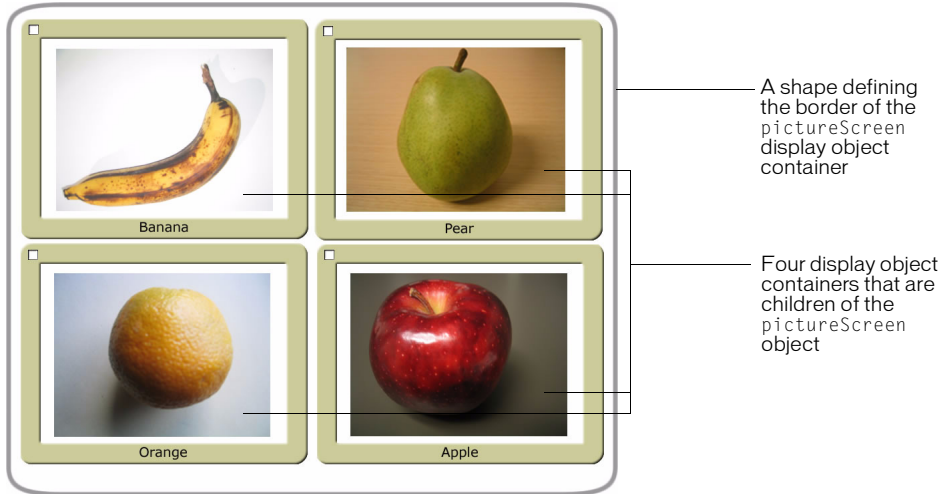 Banana
Pear
Orange
Apple
A shape defining
the border of the
pictureScreen
display object
container
Four display object
containers that are
children of the
pictureScreen
object